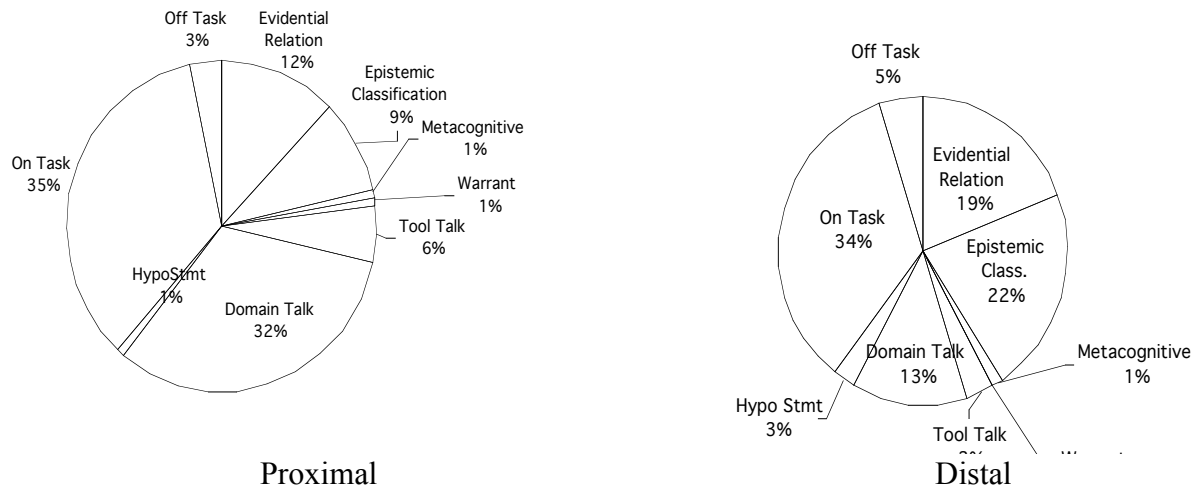 Off Task
3%
Evidential
Relation
12%
Epistemic
Classification
9%
Metacognitive
1%
Warrant
1%
Tool Talk
6%
Domain Talk
32%
HypoStmt
1%
On Task
35%
Proximal
Off Task
5%
Evidential
Relation
19%
Epistemic
Class.
22%
Metacognitive
1%
Tool Talk
Domain Talk
13%
Hypo Stmt
3%
On Task
34%
Distal